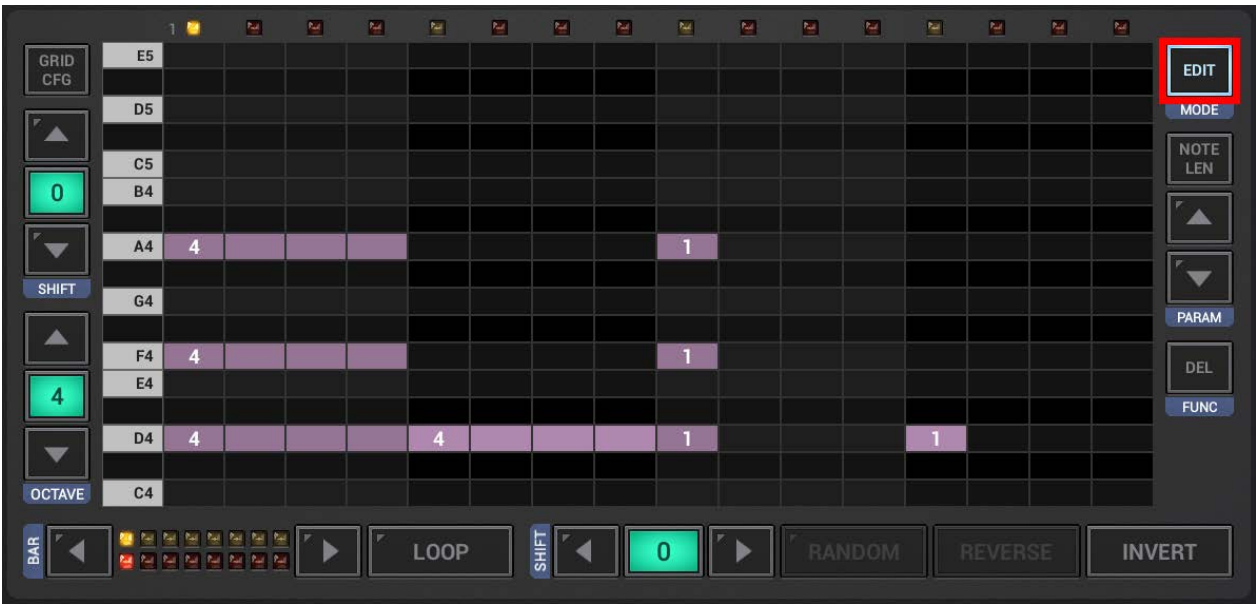 1
GRID
CFG
E5
EDIT
MODE
D5
C5
NOTE
LEN
B4
0
A4 4 1
SHIFT
G4
PARAM
F4 4 1
DEL
E4
4
FUNC
D4 4 4 1 1
OCTAVE
C4
BAR
LOOP
SHIFT
0
RANDOM
REVERSE
INVERT